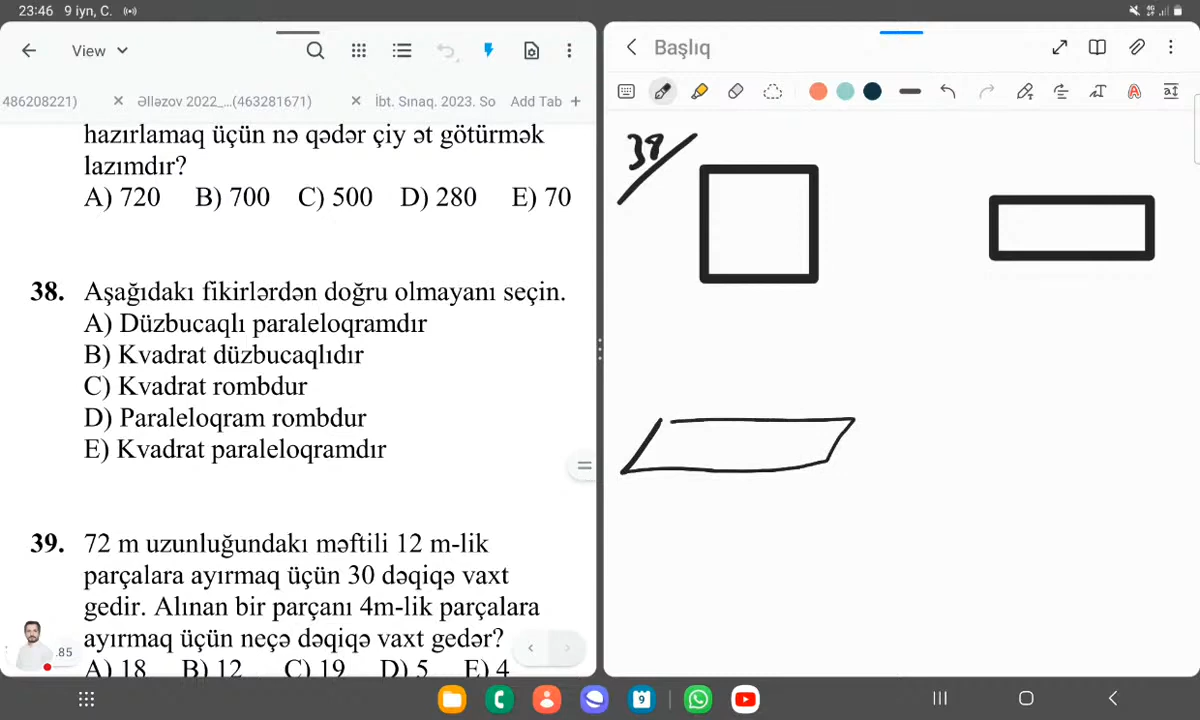 23:46 9 iyn, C.
View
486208221) × Əlləzov 2022_...(463281671) × İbt. Sınaq. 2023. So Add Tab +
hazırlamaq üçün nə qədər çiy ət götürmək
lazımdır?
A) 720 B) 700 C) 500 D) 280 E) 70
38. Aşağıdakı fikirlərdən doğru olmayanı seçin.
A) Düzbucaqlı paraleloqramdır
B) Kvadrat düzbucaqlıdır
C) Kvadrat rombdur
D) Paraleloqram rombdur
E) Kvadrat paraleloqramdır
39. 72 m uzunluğundakı məftili 12 m-lik
parçalara ayırmaq üçün 30 dəqiqə vaxt
gedir. Alınan bir parçanı 4m-lik parçalara
ayırmaq üçün neçə dəqiqə vaxt gedər?
A) 18 B) 12 C) 19 D) 5 E) 4
.85
Başlıq
38
9